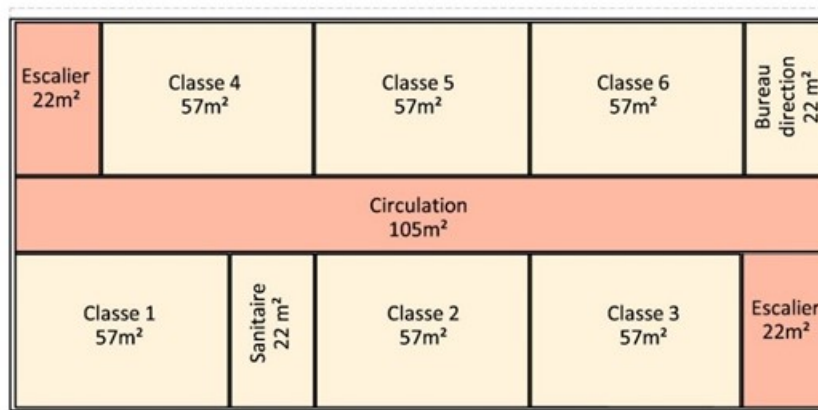 Escalier
22m²
Classe 4
57m²
Classe 5
57m²
Classe 6
57m²
Bureau
direction
22 m²
Circulation
105m²
Classe 1
57m²
Sanitaire
22 m²
Classe 2
57m²
Classe 3
57m²
Escalier
22m²